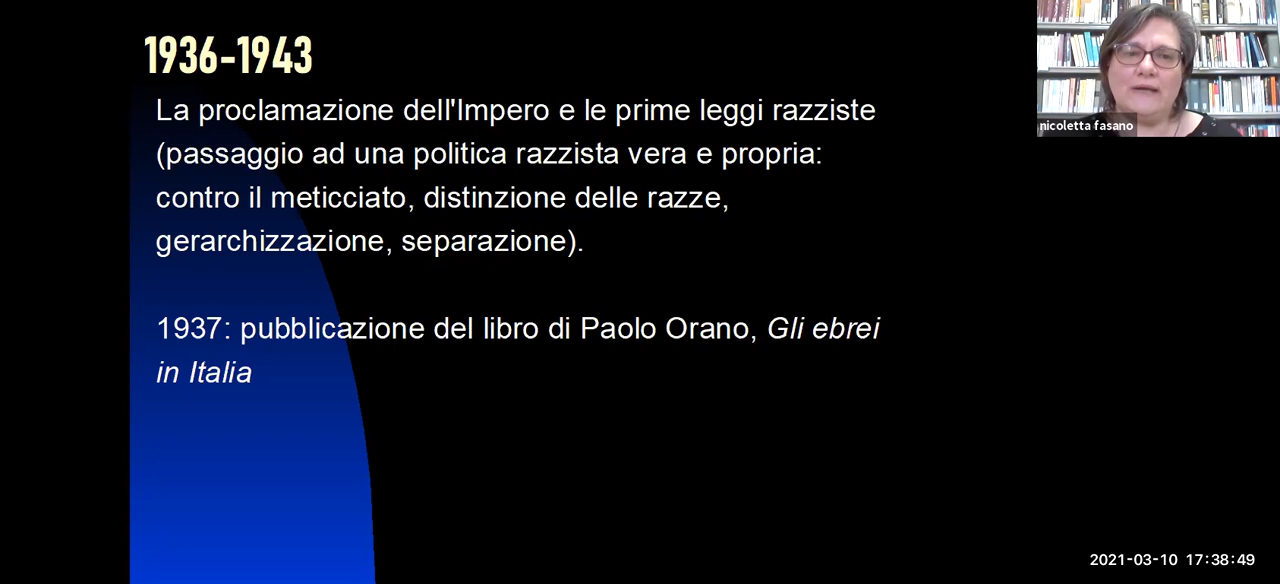 1936-1943
La proclamazione dell'Impero e le prime leggi razziste
(passaggio ad una politica razzista vera e propria:
contro il meticciato, distinzione delle razze,
gerarchizzazione, separazione).
1937: pubblicazione del libro di Paolo Orano, Gli ebrei
in Italia
nicoletta fasano
2021-03-10 17:38:49